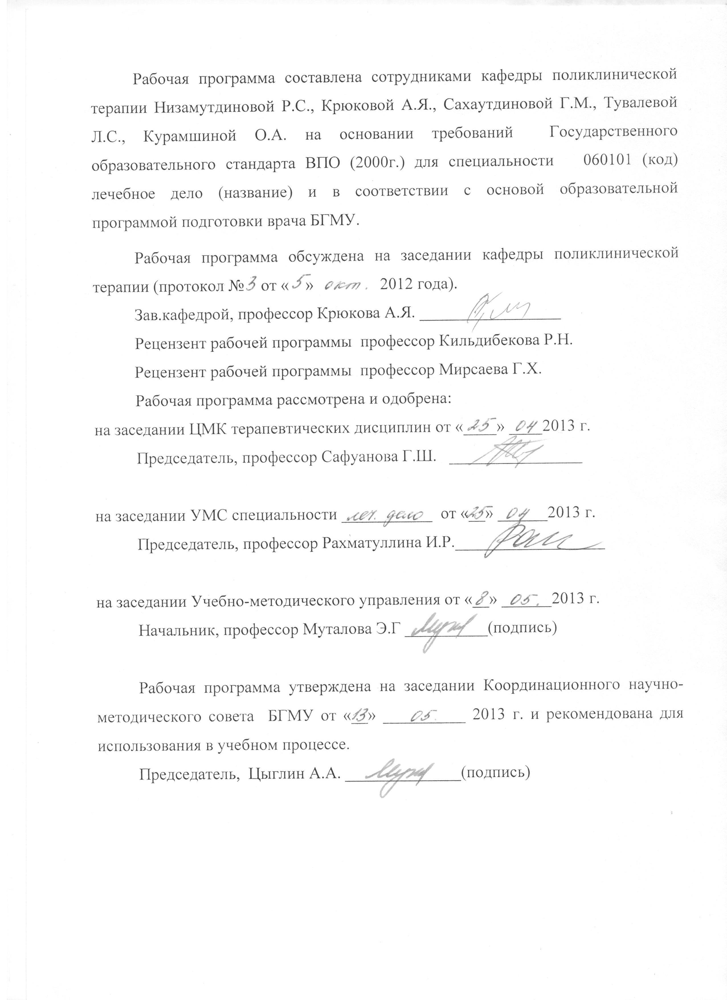 Рабочая программа составлена сотрудниками кафедры поликлинической
терапии Низамутдиновой Р.С., Крюковой А.Я., Сахаутдиновой Г.М., Тувалевой
Л.С., Курамшиной О.А. на основании требований Государственного
образовательного стандарта ВПО (2000г.) для специальности 060101 (код)
лечебное дело (название) и в соответствии с основой образовательной
программой подготовки врача БГМУ.
Рабочая программа обсуждена на заседании кафедры поликлинической
терапии (протокол №3 от «5» окт. 2012 года).
Зав.кафедрой, профессор Крюкова А.Я.
Рецензент рабочей программы профессор Кильдибекова Р.Н.
Рецензент рабочей программы профессор Мирсаева Г.Х.
Рабочая программа рассмотрена и одобрена:
на заседании ЦМК терапевтических дисциплин от «25» 04 2013 г.
Председатель, профессор Сафуанова Г.Ш.
на заседании УМС специальности леч. дело от «25» 04 2013 г.
Председатель, профессор Рахматуллина И.Р.
на заседании Учебно-методического управления от «8» 05. 2013 г.
Начальник, профессор Муталова Э.Г (подпись)
Рабочая программа утверждена на заседании Координационного научно-
методического совета БГМУ от «13» 05. 2013 г. и рекомендована для
использования в учебном процессе.
Председатель, Цыглин А.А. (подпись)